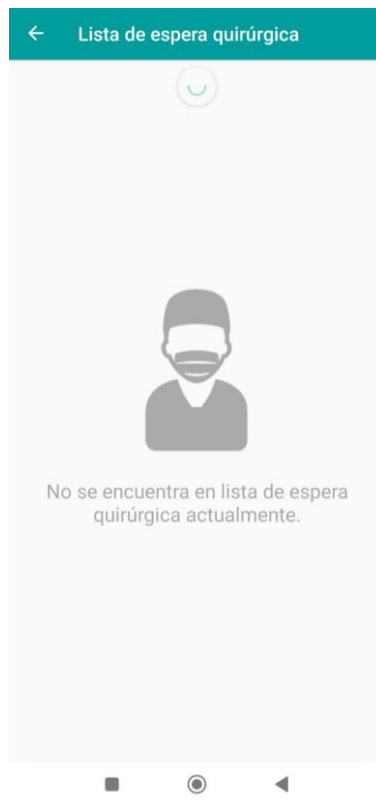 Lista de espera quirúrgica
No se encuentra en lista de espera
quirúrgica actualmente.